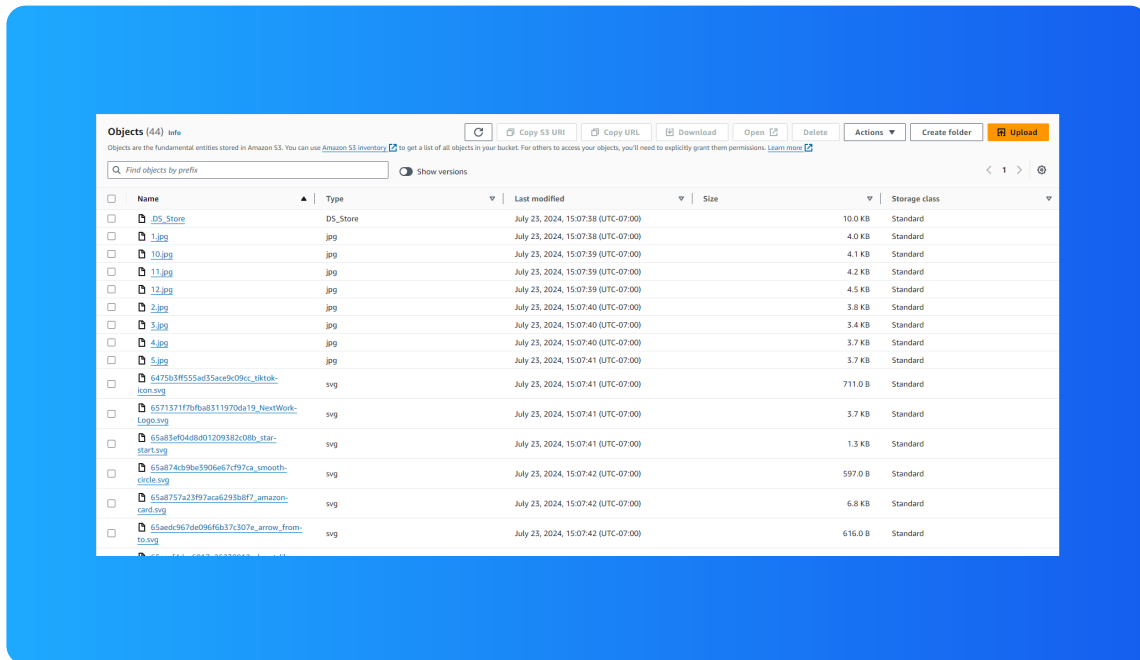 Objects (44) Info
Copy S3 URI Copy URL Download Open Delete Actions Create folder Upload
Objects are the fundamental entities stored in Amazon S3. You can use Amazon S3 inventory to get a list of all objects in your bucket. For others to access your objects, you'll need to explicitly grant them permissions. Learn more
Find objects by prefix Show versions 1
Name Type Last modified Size Storage class
.DS_Store DS_Store July 23, 2024, 15:07:38 (UTC-07:00) 10.0 KB Standard
1.jpg jpg July 23, 2024, 15:07:38 (UTC-07:00) 4.0 KB Standard
10.jpg jpg July 23, 2024, 15:07:39 (UTC-07:00) 4.1 KB Standard
11.jpg jpg July 23, 2024, 15:07:39 (UTC-07:00) 4.2 KB Standard
12.jpg jpg July 23, 2024, 15:07:39 (UTC-07:00) 4.5 KB Standard
2.jpg jpg July 23, 2024, 15:07:40 (UTC-07:00) 3.8 KB Standard
3.jpg jpg July 23, 2024, 15:07:40 (UTC-07:00) 3.4 KB Standard
4.jpg jpg July 23, 2024, 15:07:40 (UTC-07:00) 3.7 KB Standard
5.jpg jpg July 23, 2024, 15:07:41 (UTC-07:00) 3.7 KB Standard
6475b3ff555ad35ace9c09cc_tiktok-
icon.svg svg July 23, 2024, 15:07:41 (UTC-07:00) 711.0 B Standard
6571371f7bfba8311970da19_NextWork-
Logo.svg svg July 23, 2024, 15:07:41 (UTC-07:00) 3.7 KB Standard
65a83ef04d8d01209382c08b_star-
start.svg svg July 23, 2024, 15:07:41 (UTC-07:00) 1.3 KB Standard
65a874cb9be3906e67cf97ca_smooth-
circle.svg svg July 23, 2024, 15:07:42 (UTC-07:00) 597.0 B Standard
65a8757a23f97aca6293b8f7_amazon-
card.svg svg July 23, 2024, 15:07:42 (UTC-07:00) 6.8 KB Standard
65aedc967de096f6b37c307e_arrow_from-
to.svg svg July 23, 2024, 15:07:42 (UTC-07:00) 616.0 B Standard